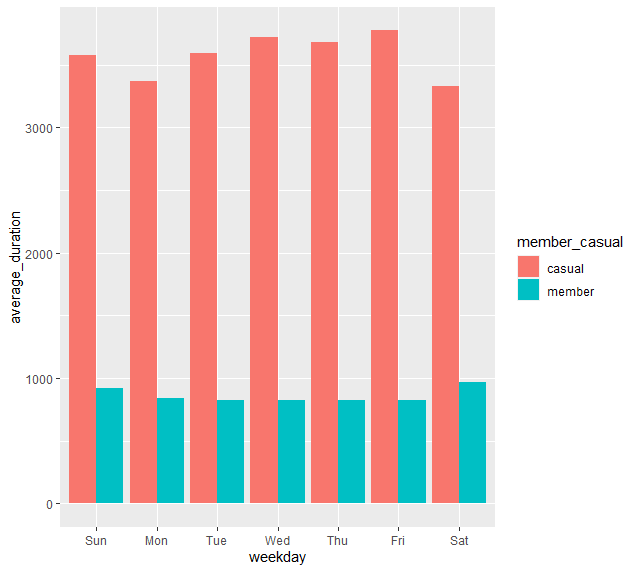 average_duration
3000
2000
1000
0
Sun Mon Tue Wed Thu Fri Sat
weekday
member_casual
casual
member